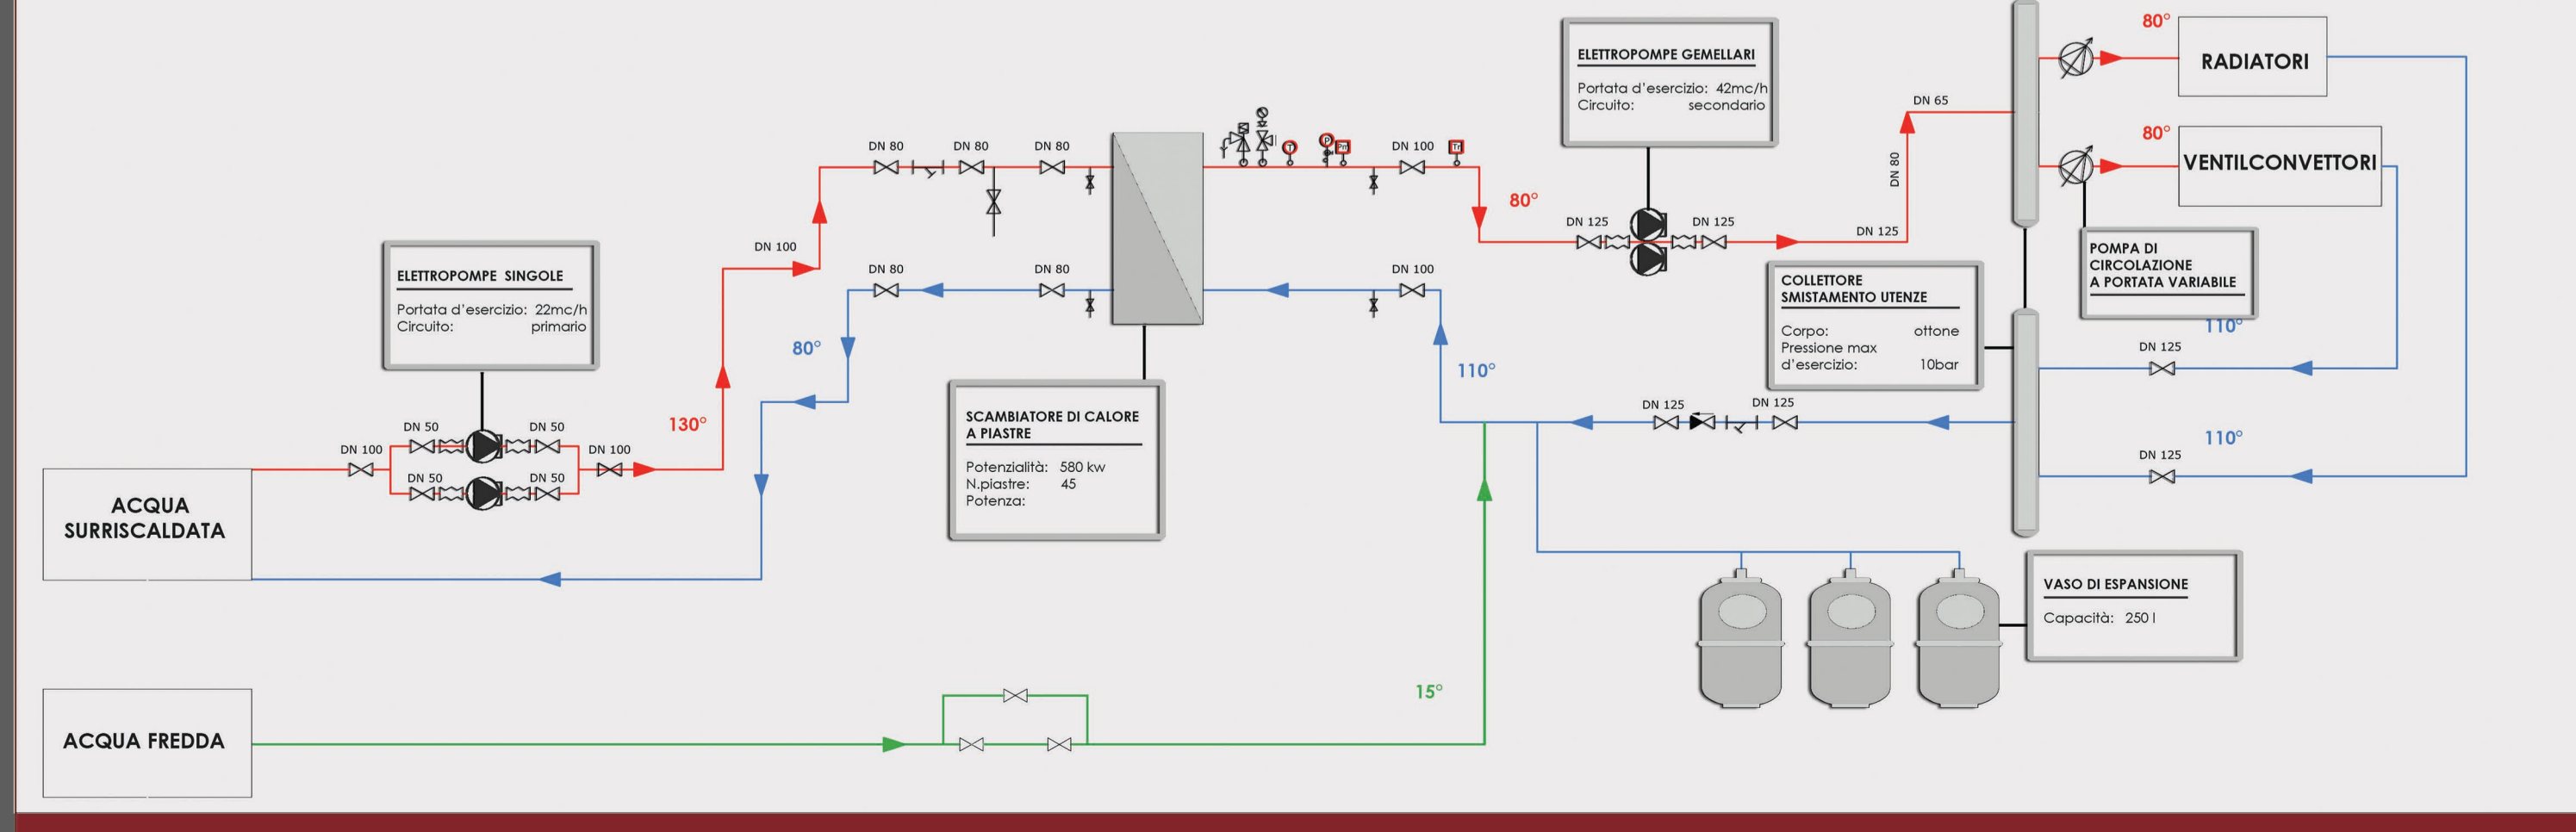 80°
RADIATORI
ELETTROPOMPE GEMELLARI
Portata d'esercizio: 42mc/h
Circuito: secondario
DN 65
80°
VENTILCONVETTORI
DN 80
DN 80
DN 80
DN 100
T
P
Pm
Tr
DN 80
80°
DN 125
DN 125
DN 125
DN 100
POMPA DI
CIRCOLAZIONE
A PORTATA VARIABILE
ELETTROPOMPE SINGOLE
Portata d'esercizio: 22mc/h
Circuito: primario
DN 80
DN 80
DN 100
COLLETTORE
SMISTAMENTO UTENZE
Corpo: ottone
Pressione max
d'esercizio: 10bar
110°
DN 125
80°
110°
SCAMBIATORE DI CALORE
A PIASTRE
Potenzialità: 580 kw
N.piastre: 45
Potenza:
DN 125
DN 125
130°
DN 50
DN 50
DN 100
DN 100
DN 50
DN 50
110°
DN 125
ACQUA
SURRISCALDATA
VASO DI ESPANSIONE
Capacità: 250 l
15°
ACQUA FREDDA